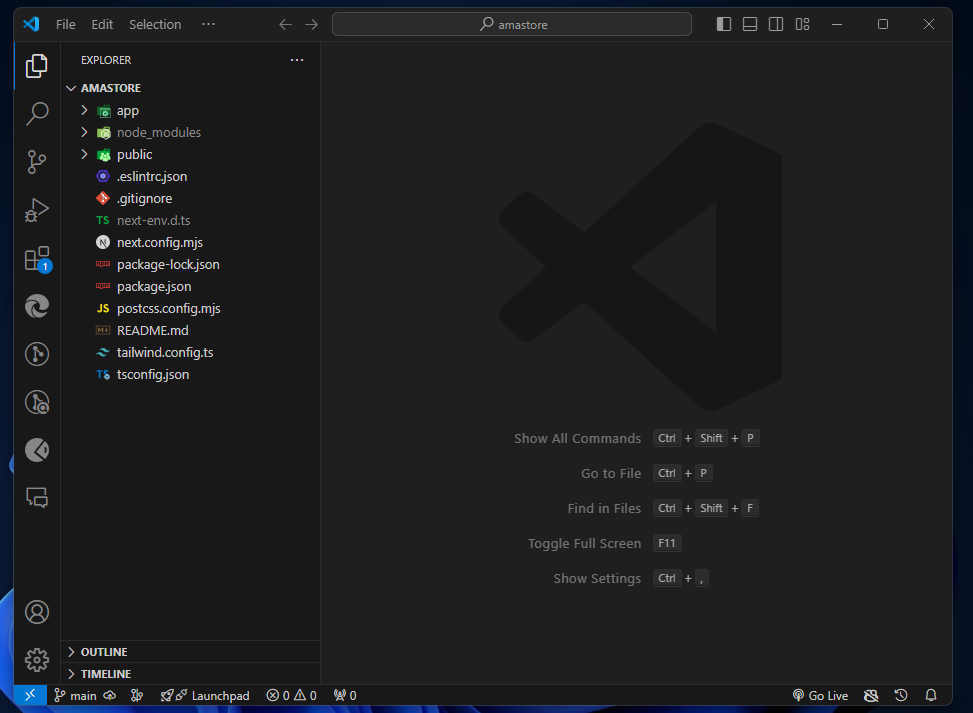 File Edit Selection ··· amastore
EXPLORER ···
AMASTORE
app
node_modules
public
.eslintrc.json
.gitignore
TS next-env.d.ts
N next.config.mjs
package-lock.json
package.json
JS postcss.config.mjs
README.md
tailwind.config.ts
TS tsconfig.json
1
Show All Commands Ctrl + Shift + P
Go to File Ctrl + P
Find in Files Ctrl + Shift + F
Toggle Full Screen F11
Show Settings Ctrl + ,
OUTLINE
TIMELINE
main Launchpad 0 0 0 Go Live